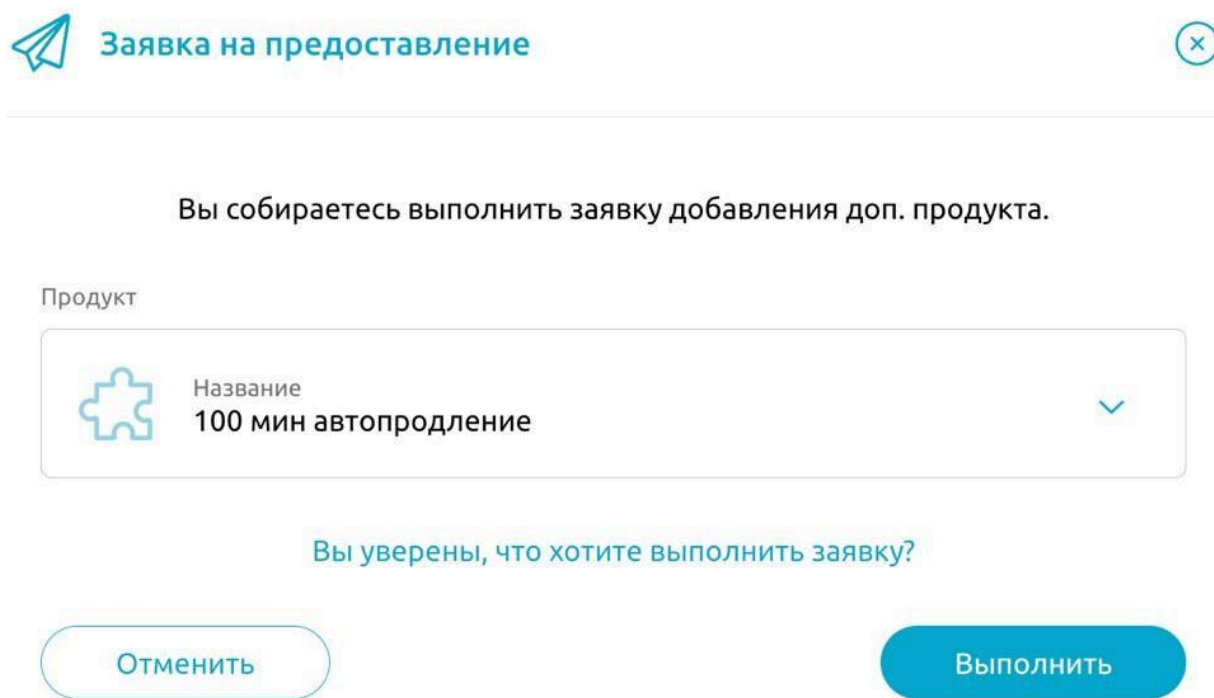 Заявка на предоставление
Вы собираетесь выполнить заявку добавления доп. продукта.
Продукт
Название
100 мин автопродление
Вы уверены, что хотите выполнить заявку?
Отменить
Выполнить